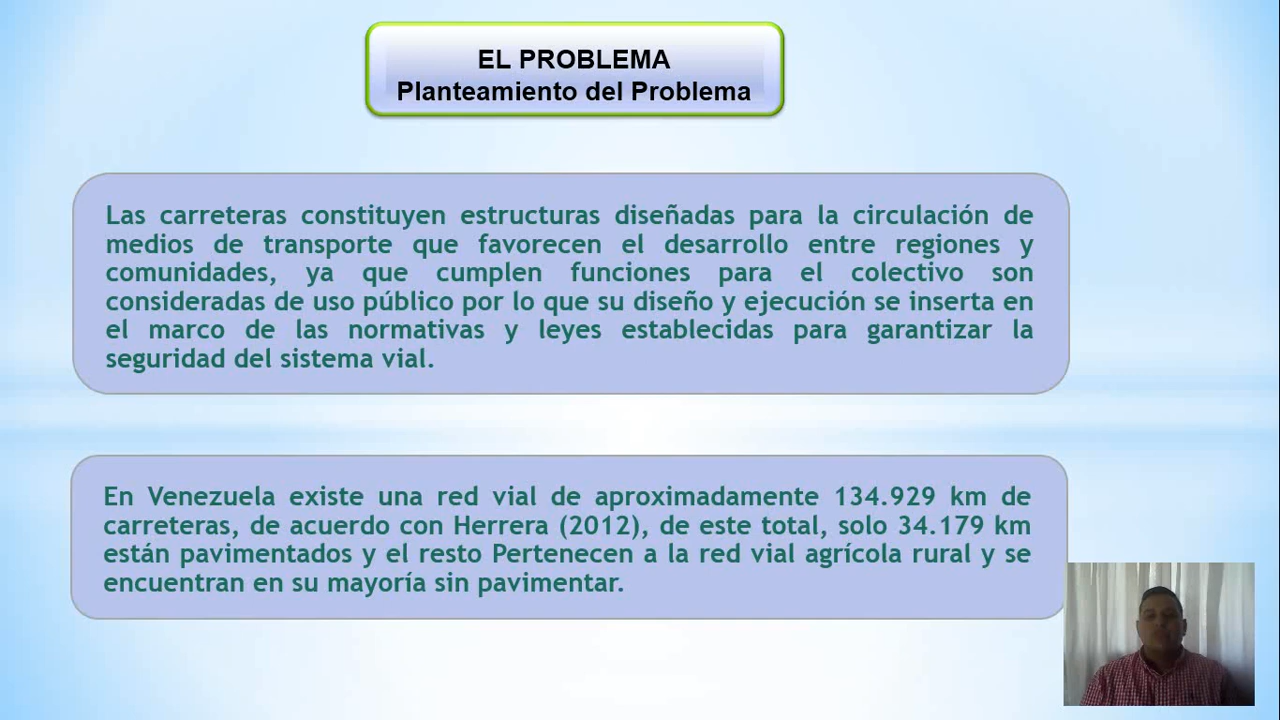 EL PROBLEMA
Planteamiento del Problema
Las carreteras constituyen estructuras diseñadas para la circulación de
medios de transporte que favorecen el desarrollo entre regiones y
comunidades, ya que cumplen funciones para el colectivo son
consideradas de uso público por lo que su diseño y ejecución se inserta en
el marco de las normativas y leyes establecidas para garantizar la
seguridad del sistema vial.
En Venezuela existe una red vial de aproximadamente 134.929 km de
carreteras, de acuerdo con Herrera (2012), de este total, solo 34.179 km
están pavimentados y el resto Pertenecen a la red vial agrícola rural y se
encuentran en su mayoría sin pavimentar.